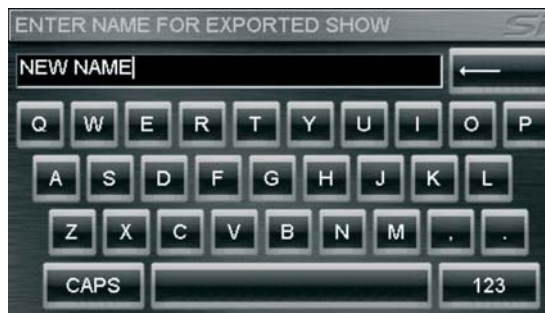 ENTER NAME FOR EXPORTED SHOW
NEW NAME
Q W E R T Y U I O P
A S D F G H J K L
Z X C V B N M , .
CAPS 123